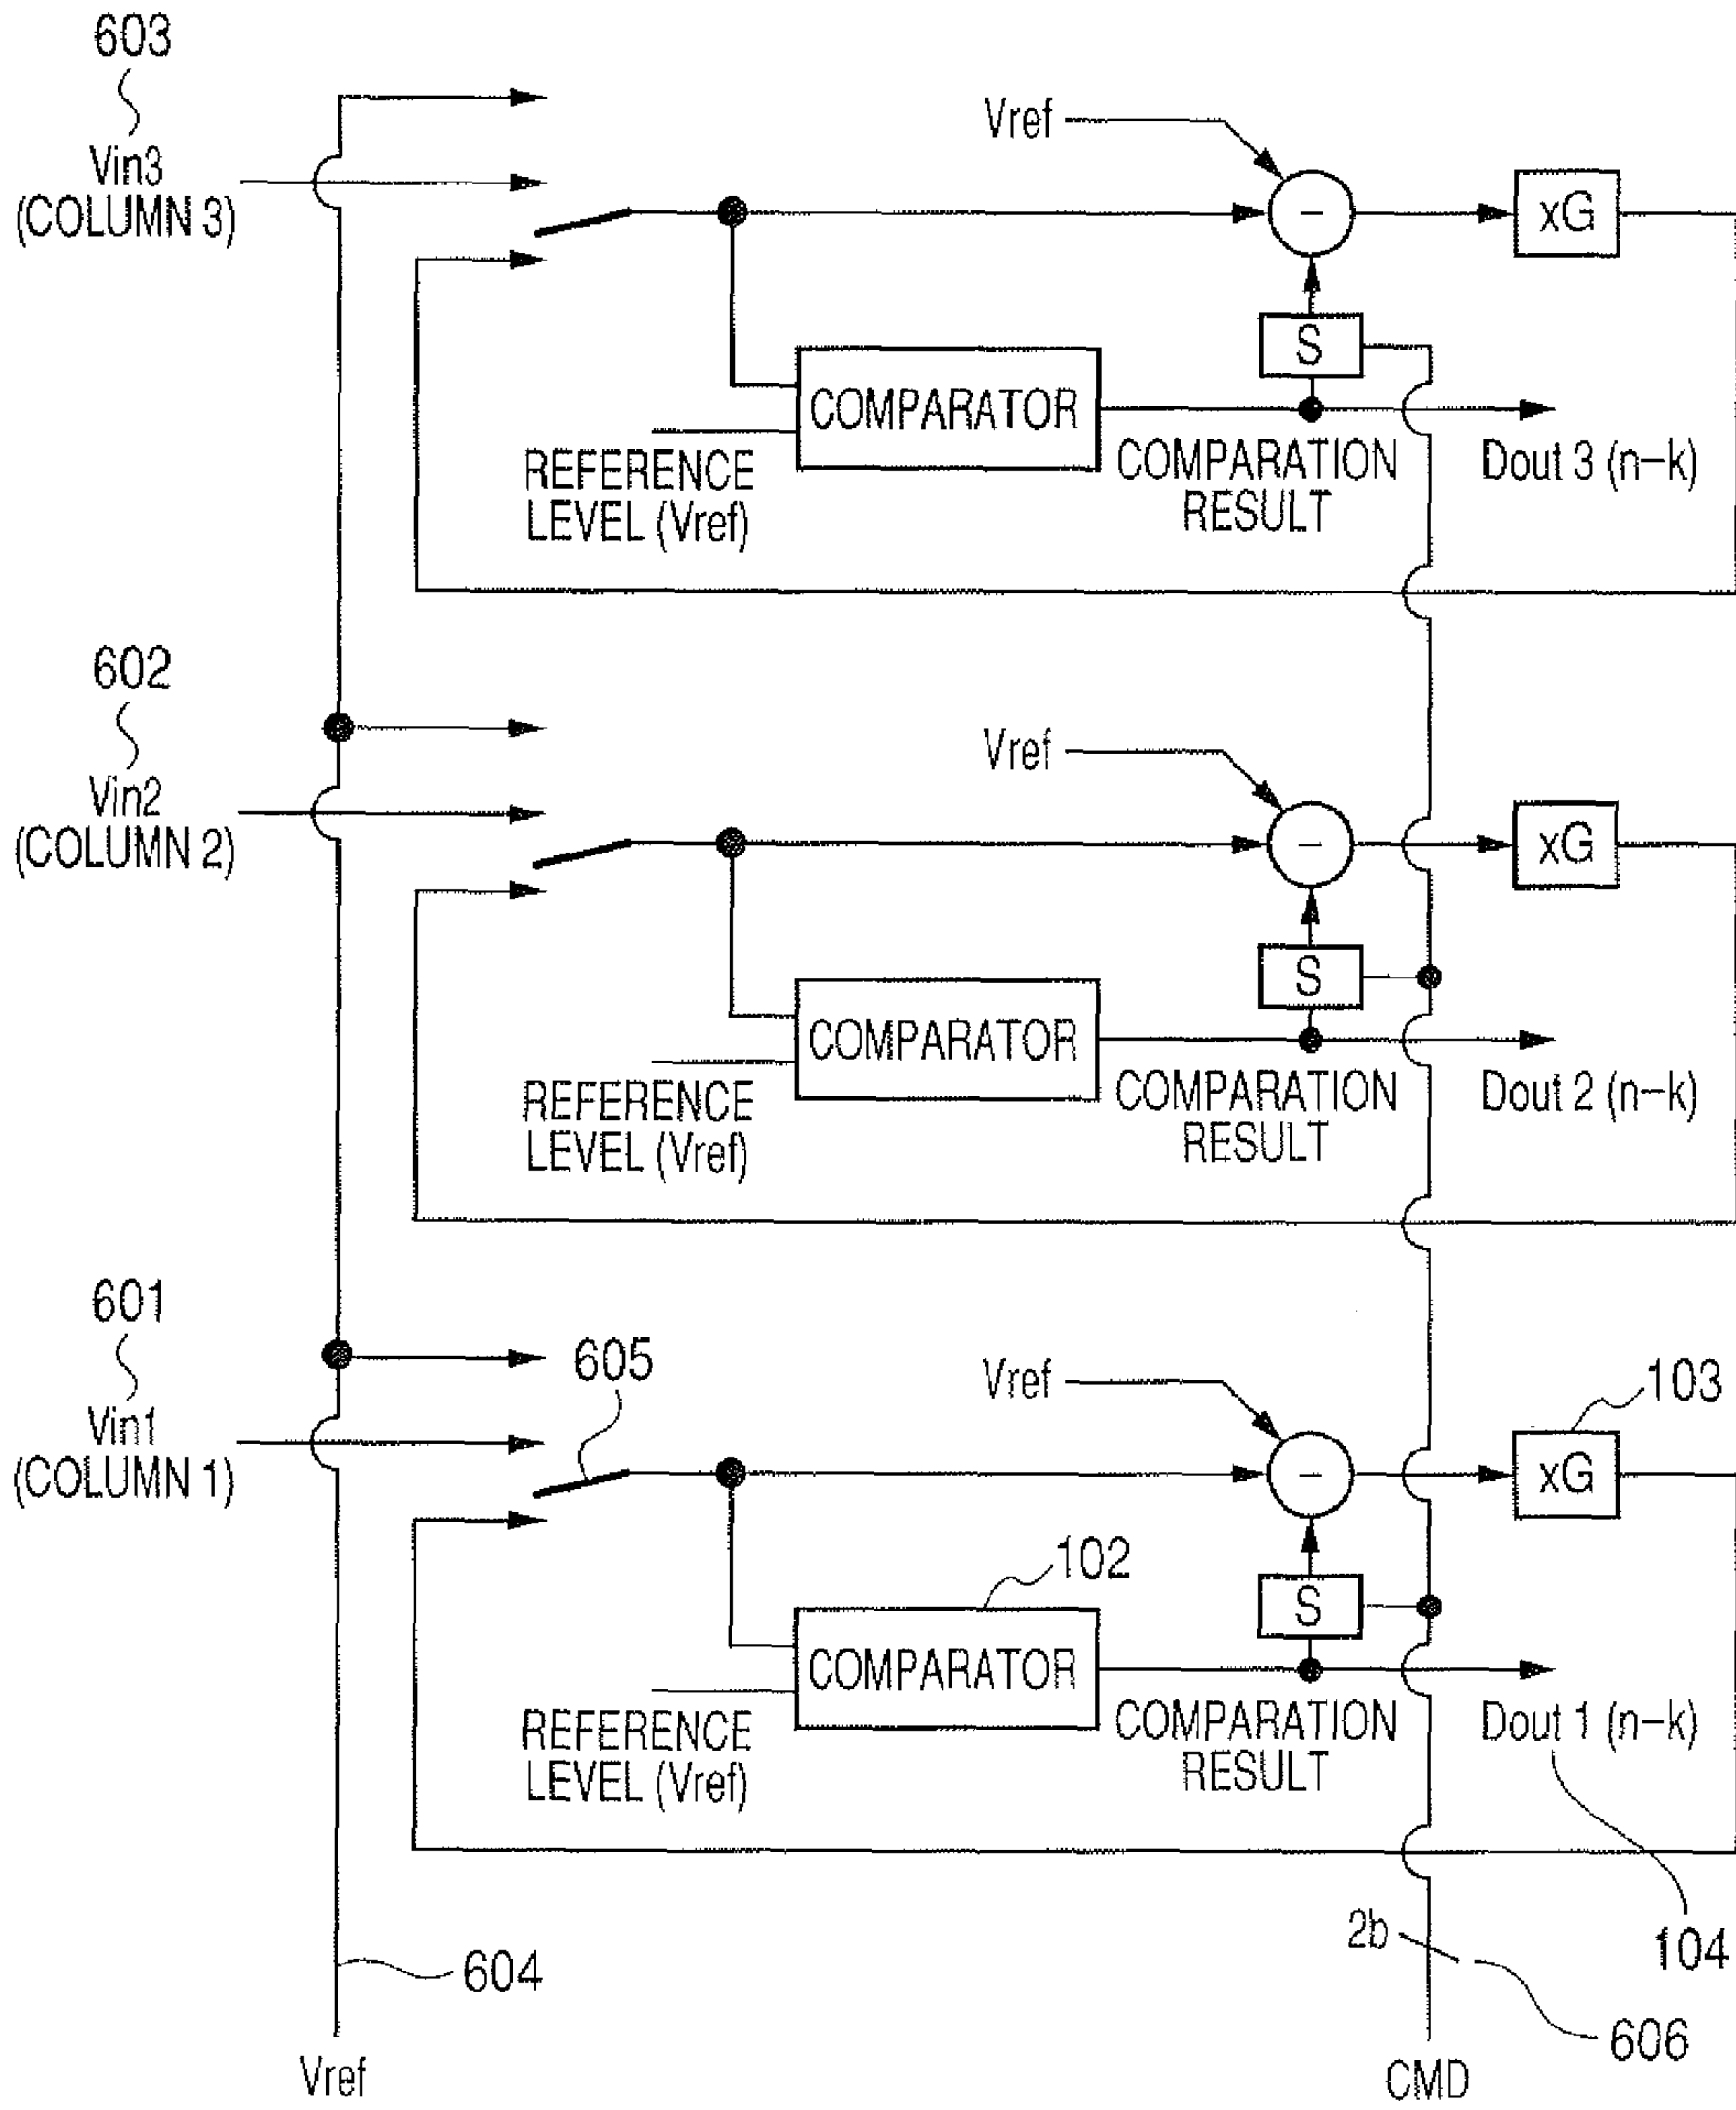 603
Vin3
(COLUMN 3)
Vref
-
xG
S
COMPARATOR
REFERENCE
LEVEL (Vref)
COMPARATION
RESULT
Dout 3 (n-k)
602
Vin2
(COLUMN 2)
Vref
-
xG
S
COMPARATOR
REFERENCE
LEVEL (Vref)
COMPARATION
RESULT
Dout 2 (n-k)
601
Vin1
(COLUMN 1)
605
Vref
-
103
xG
102
S
COMPARATOR
REFERENCE
LEVEL (Vref)
COMPARATION
RESULT
Dout 1 (n-k)
104
604
2b
606
Vref
CMD